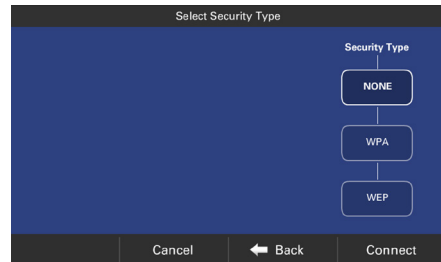 Select Security Type
Security Type
NONE
WPA
WEP
Cancel
Back
Connect